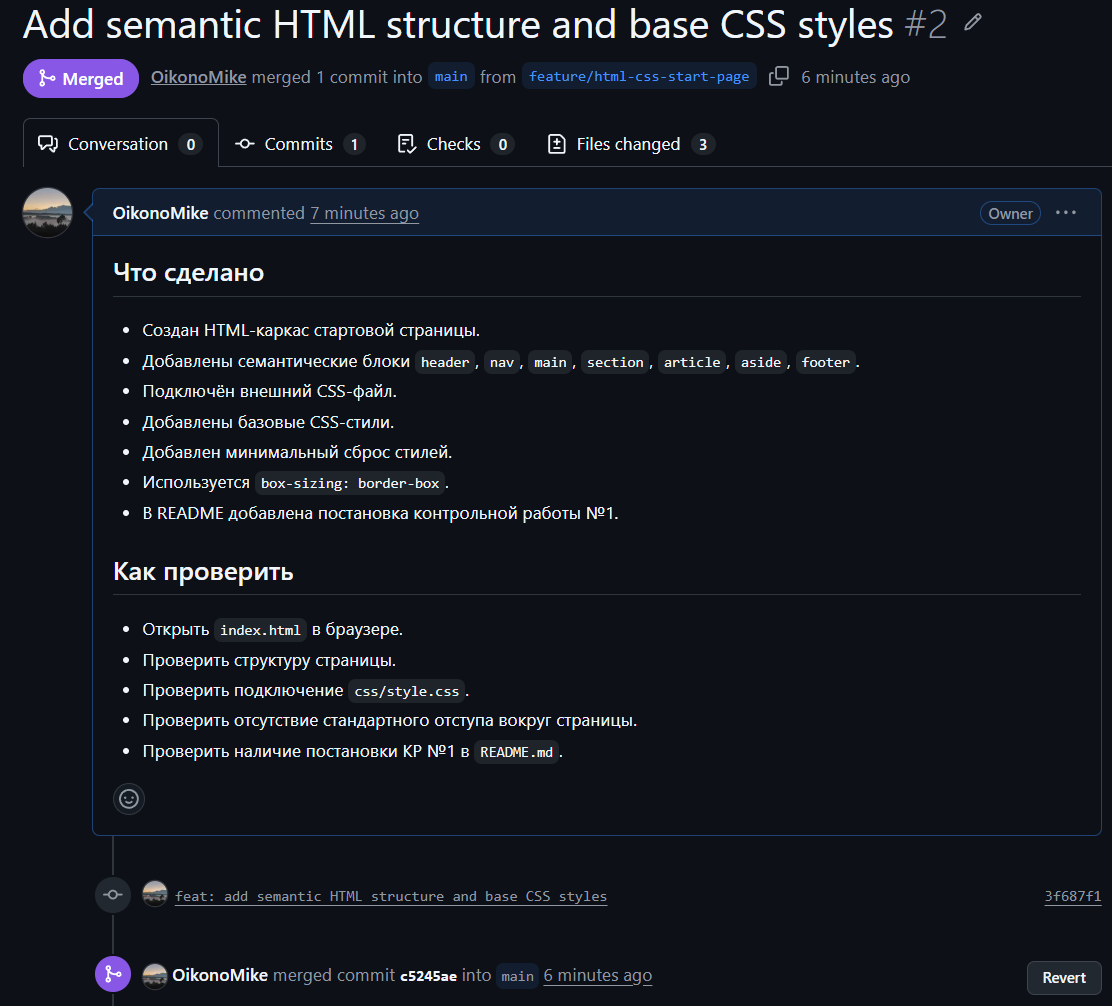 Add semantic HTML structure and base CSS styles #2
Merged OikonoMike merged 1 commit into main from feature/html-css-start-page 6 minutes ago
Conversation 0 Commits 1 Checks 0 Files changed 3
OikonoMike commented 7 minutes ago Owner
Что сделано
Создан HTML-каркас стартовой страницы.
Добавлены семантические блоки header, nav, main, section, article, aside, footer.
Подключён внешний CSS-файл.
Добавлены базовые CSS-стили.
Добавлен минимальный сброс стилей.
Используется box-sizing: border-box.
В README добавлена постановка контрольной работы №1.
Как проверить
Открыть index.html в браузере.
Проверить структуру страницы.
Проверить подключение css/style.css.
Проверить отсутствие стандартного отступа вокруг страницы.
Проверить наличие постановки КР №1 в README.md.
feat: add semantic HTML structure and base CSS styles 3f687f1
OikonoMike merged commit c5245ae into main 6 minutes ago Revert